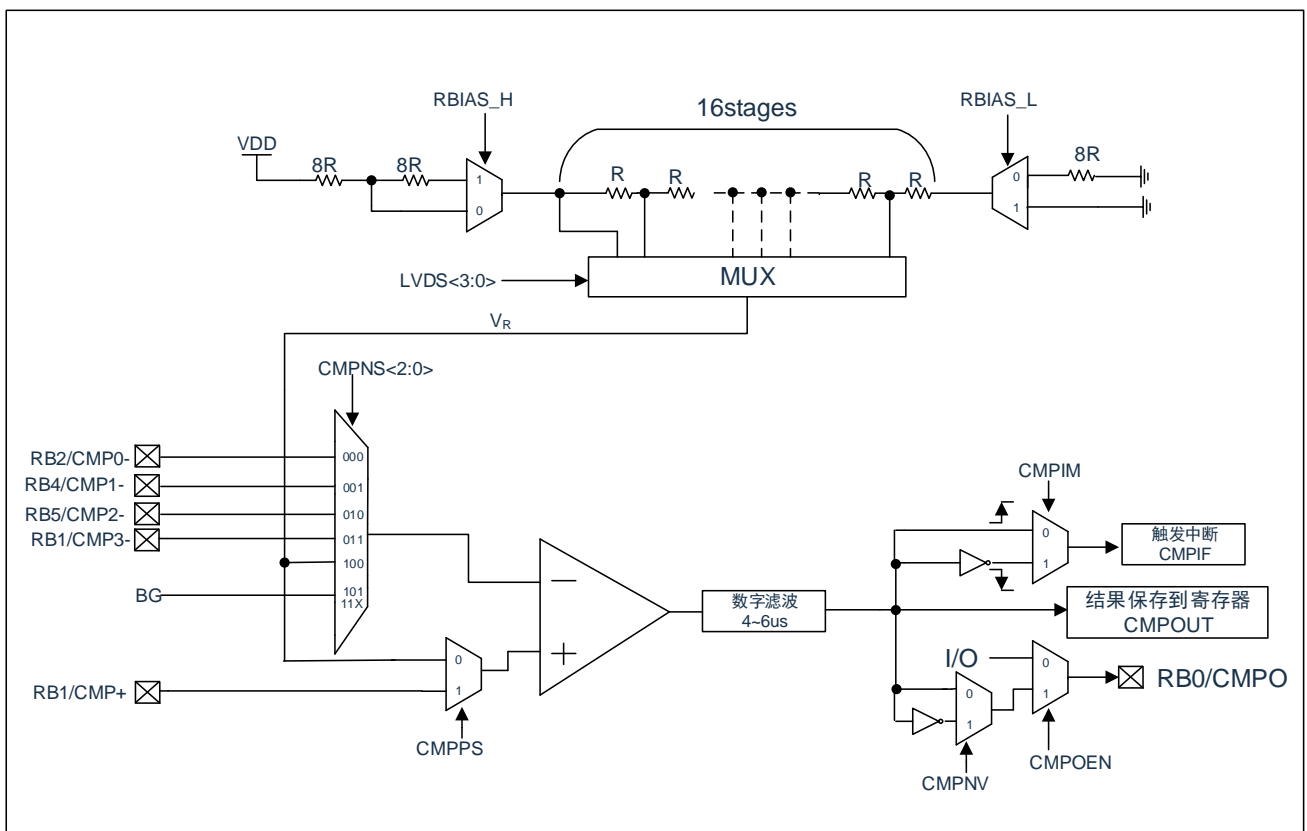 RBIAS_H
16stages
RBIAS_L
VDD
8R
8R
1
0
R
R
R
R
0
1
8R
LVDS<3:0>
MUX
VR
CMPNS<2:0>
RB2/CMP0-
000
RB4/CMP1-
001
RB5/CMP2-
010
RB1/CMP3-
011
100
BG
101
11X
RB1/CMP+
0
1
CMPPS
数字滤波
4~6us
CMPIM
0
1
触发中断
CMPIF
结果保存到寄存器
CMPOUT
I/O
0
1
0
1
RB0/CMPO
CMPNV
CMPOEN